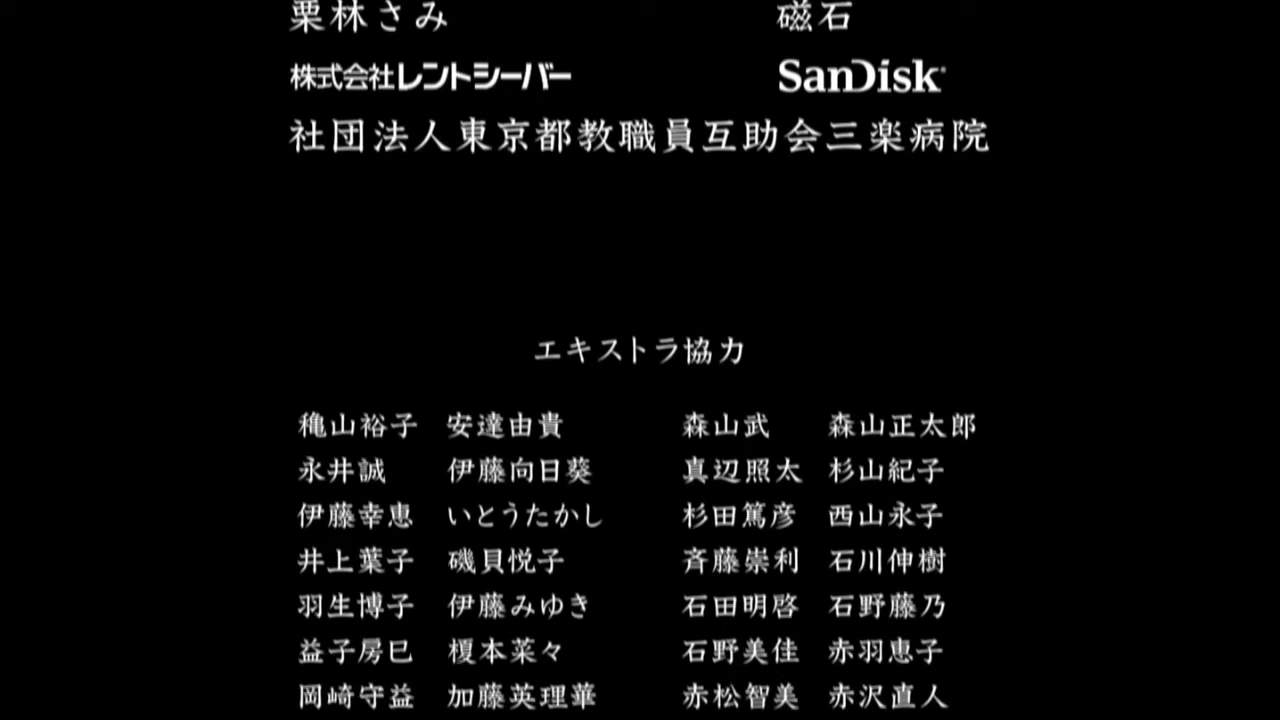 栗林さみ 磁石
株式会社レントシーバー SanDisk
社団法人東京都教職員互助会三楽病院
エキストラ協力
穐山裕子 安達由貴 森山武 森山正太郎
永井誠 伊藤向日葵 真辺照太 杉山紀子
伊藤幸恵 いとうたかし 杉田篤彦 西山永子
井上葉子 磯貝悦子 斉藤崇利 石川伸樹
羽生博子 伊藤みゆき 石田明啓 石野藤乃
益子房巳 榎本菜々 石野美佳 赤羽恵子
岡崎守益 加藤英理華 赤松智美 赤沢直人